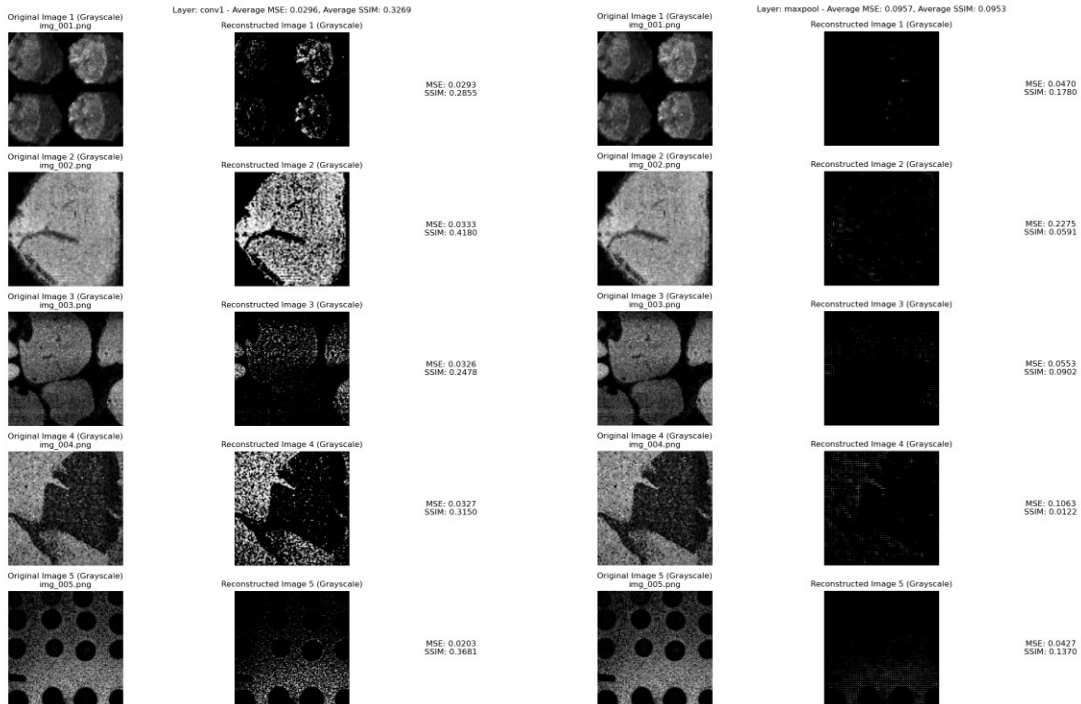 Layer: conv1 - Average MSE: 0.0296, Average SSIM: 0.3269
Original Image 1 (Grayscale)
img_001.png
Reconstructed Image 1 (Grayscale)
MSE: 0.0293
SSIM: 0.2855
Original Image 2 (Grayscale)
img_002.png
Reconstructed Image 2 (Grayscale)
MSE: 0.0333
SSIM: 0.4180
Original Image 3 (Grayscale)
img_003.png
Reconstructed Image 3 (Grayscale)
MSE: 0.0326
SSIM: 0.2478
Original Image 4 (Grayscale)
img_004.png
Reconstructed Image 4 (Grayscale)
MSE: 0.0327
SSIM: 0.3150
Original Image 5 (Grayscale)
img_005.png
Reconstructed Image 5 (Grayscale)
MSE: 0.0203
SSIM: 0.3681
Layer: maxpool - Average MSE: 0.0957, Average SSIM: 0.0953
Original Image 1 (Grayscale)
img_001.png
Reconstructed Image 1 (Grayscale)
MSE: 0.0470
SSIM: 0.1780
Original Image 2 (Grayscale)
img_002.png
Reconstructed Image 2 (Grayscale)
MSE: 0.2275
SSIM: 0.0591
Original Image 3 (Grayscale)
img_003.png
Reconstructed Image 3 (Grayscale)
MSE: 0.0553
SSIM: 0.0902
Original Image 4 (Grayscale)
img_004.png
Reconstructed Image 4 (Grayscale)
MSE: 0.1063
SSIM: 0.0122
Original Image 5 (Grayscale)
img_005.png
Reconstructed Image 5 (Grayscale)
MSE: 0.0427
SSIM: 0.1370